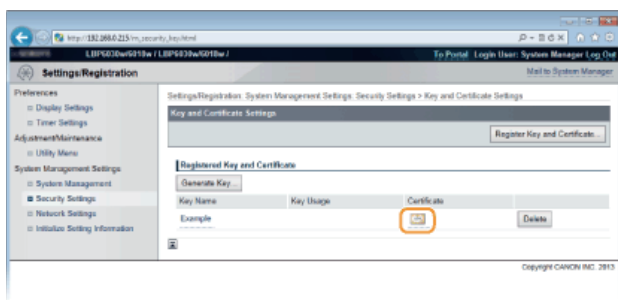 http://192.168.0.215/m_security_key.html
LBP6030w/6018w / LBP6030w/6018w /
To Portal Login User: System Manager Log Out
Settings/Registration
Mail to System Manager
Preferences
Display Settings
Timer Settings
Adjustment/Maintenance
Utility Menu
System Management Settings
System Management
Security Settings
Network Settings
Initialize Setting Information
Settings/Registration: System Management Settings: Security Settings > Key and Certificate Settings
Key and Certificate Settings
Register Key and Certificate...
Registered Key and Certificate
Generate Key...
Key Name Key Usage Certificate
Example Delete
Copyright CANON INC. 2013